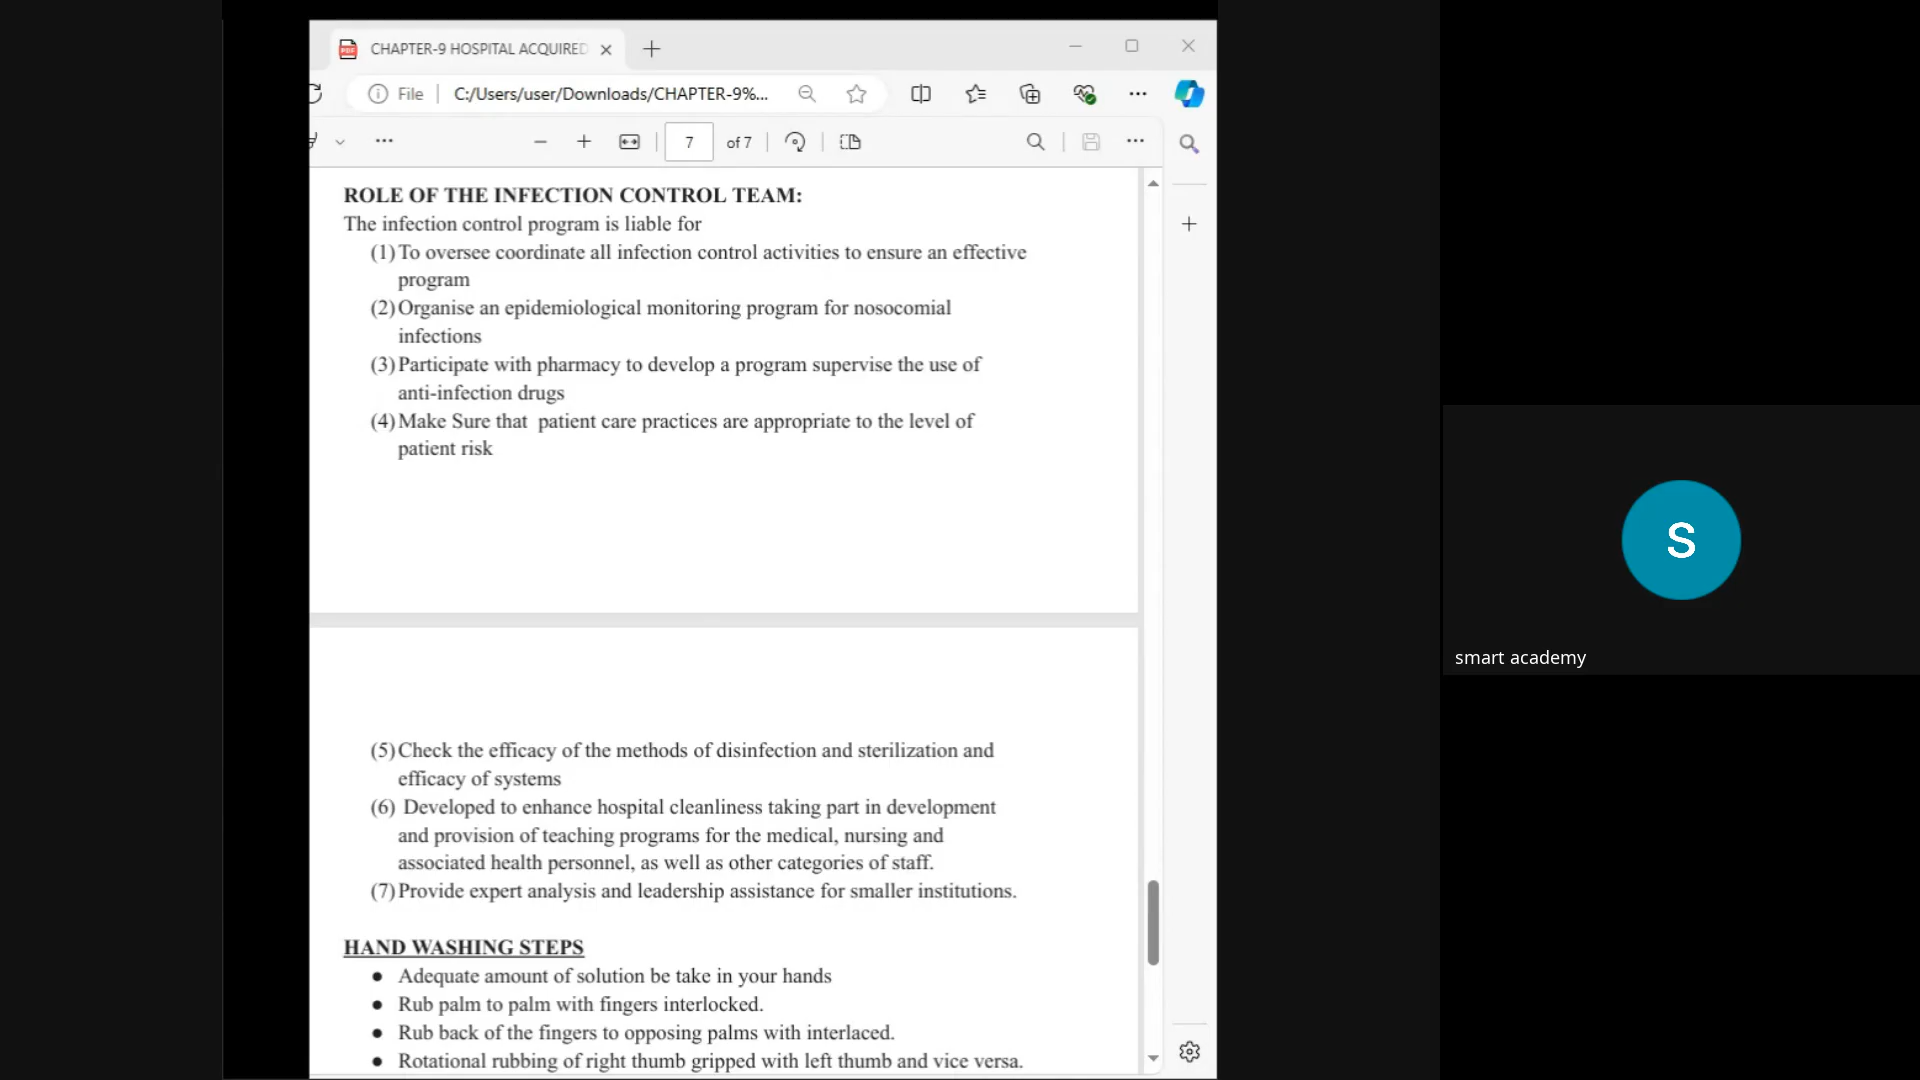 CHAPTER-9 HOSPITAL ACQUIRED
File
C:/Users/user/Downloads/CHAPTER-9%...
7 of 7
ROLE OF THE INFECTION CONTROL TEAM:
The infection control program is liable for
(1) To oversee coordinate all infection control activities to ensure an effective
program
(2) Organise an epidemiological monitoring program for nosocomial
infections
(3) Participate with pharmacy to develop a program supervise the use of
anti-infection drugs
(4) Make Sure that patient care practices are appropriate to the level of
patient risk
(5) Check the efficacy of the methods of disinfection and sterilization and
efficacy of systems
(6) Developed to enhance hospital cleanliness taking part in development
and provision of teaching programs for the medical, nursing and
associated health personnel, as well as other categories of staff.
(7) Provide expert analysis and leadership assistance for smaller institutions.
HAND WASHING STEPS
● Adequate amount of solution be take in your hands
● Rub palm to palm with fingers interlocked.
● Rub back of the fingers to opposing palms with interlaced.
● Rotational rubbing of right thumb gripped with left thumb and vice versa.
S
smart academy